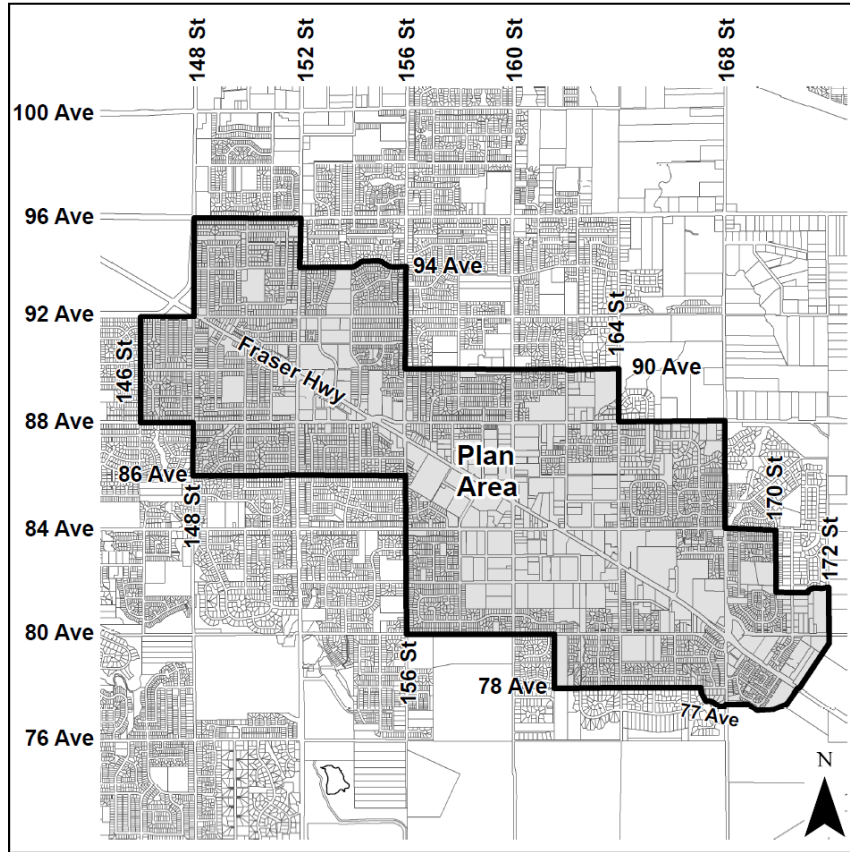 148 St
152 St
156 St
160 St
168 St
100 Ave
96 Ave
94 Ave
92 Ave
164 St
146 St
Fraser Hwy
90 Ave
88 Ave
Plan
Area
86 Ave
170 St
148 St
84 Ave
172 St
80 Ave
156 St
78 Ave
77 Ave
76 Ave
N